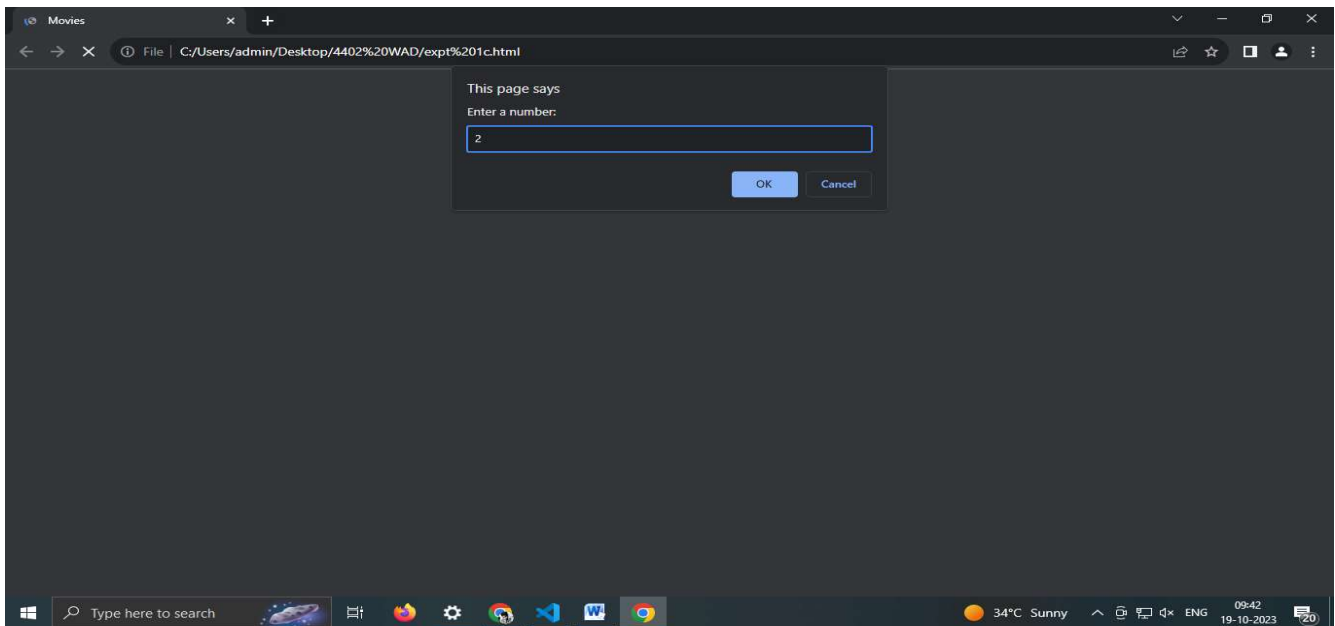 Movies
File | C:/Users/admin/Desktop/4402%20WAD/expt%201c.html
This page says
Enter a number:
2
OK Cancel
Type here to search
34°C Sunny
ENG
09:42
19-10-2023
20